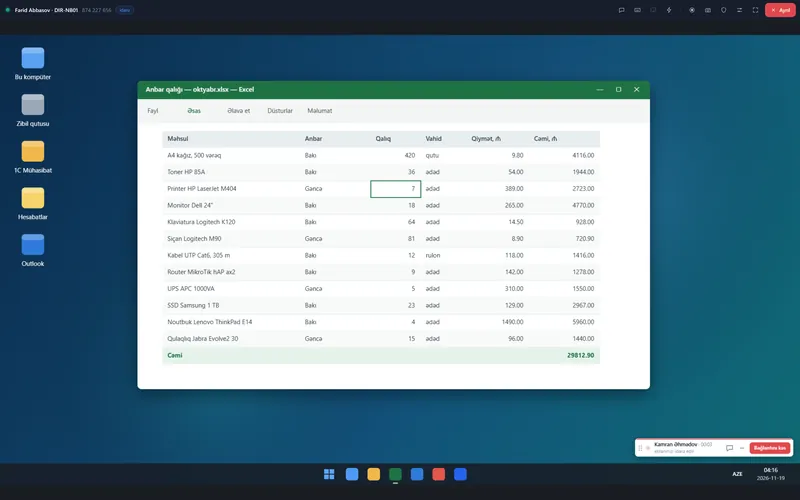 Farid Abbasov · DIR-NB01 874 227 656
Ayrıl
Bu kompüter
Zibil qutusu
1C Mühasibat
Hesabatlar
Outlook
Anbar qalığı — oktyabr.xlsx — Excel
Fayl Əsas Əlavə et Düsturlar Məlumat
Məhsul Anbar Qalıq Vahid Qiymət, ₼ Cəmi, ₼
A4 kağız, 500 vərəq Bakı 420 qutu 9.80 4116.00
Toner HP 85A Bakı 36 ədəd 54.00 1944.00
Printer HP LaserJet M404 Gəncə 7 ədəd 389.00 2723.00
Monitor Dell 24" Bakı 18 ədəd 265.00 4770.00
Klaviatura Logitech K120 Bakı 64 ədəd 14.50 928.00
Siçan Logitech M90 Gəncə 81 ədəd 8.90 720.90
Kabel UTP Cat6, 305 m Bakı 12 rulon 118.00 1416.00
Router MikroTik hAP ax2 Bakı 9 ədəd 142.00 1278.00
UPS APC 1000VA Gəncə 5 ədəd 310.00 1550.00
SSD Samsung 1 TB Bakı 23 ədəd 129.00 2967.00
Noutbuk Lenovo ThinkPad E14 Bakı 4 ədəd 1490.00 5960.00
Qulaqlıq Jabra Evolve2 30 Gəncə 15 ədəd 96.00 1440.00
Cəmi 29812.90
Kamran Əhmədov · 00:03
Bağlantını kəs
AZE
04:16
2026-11-19